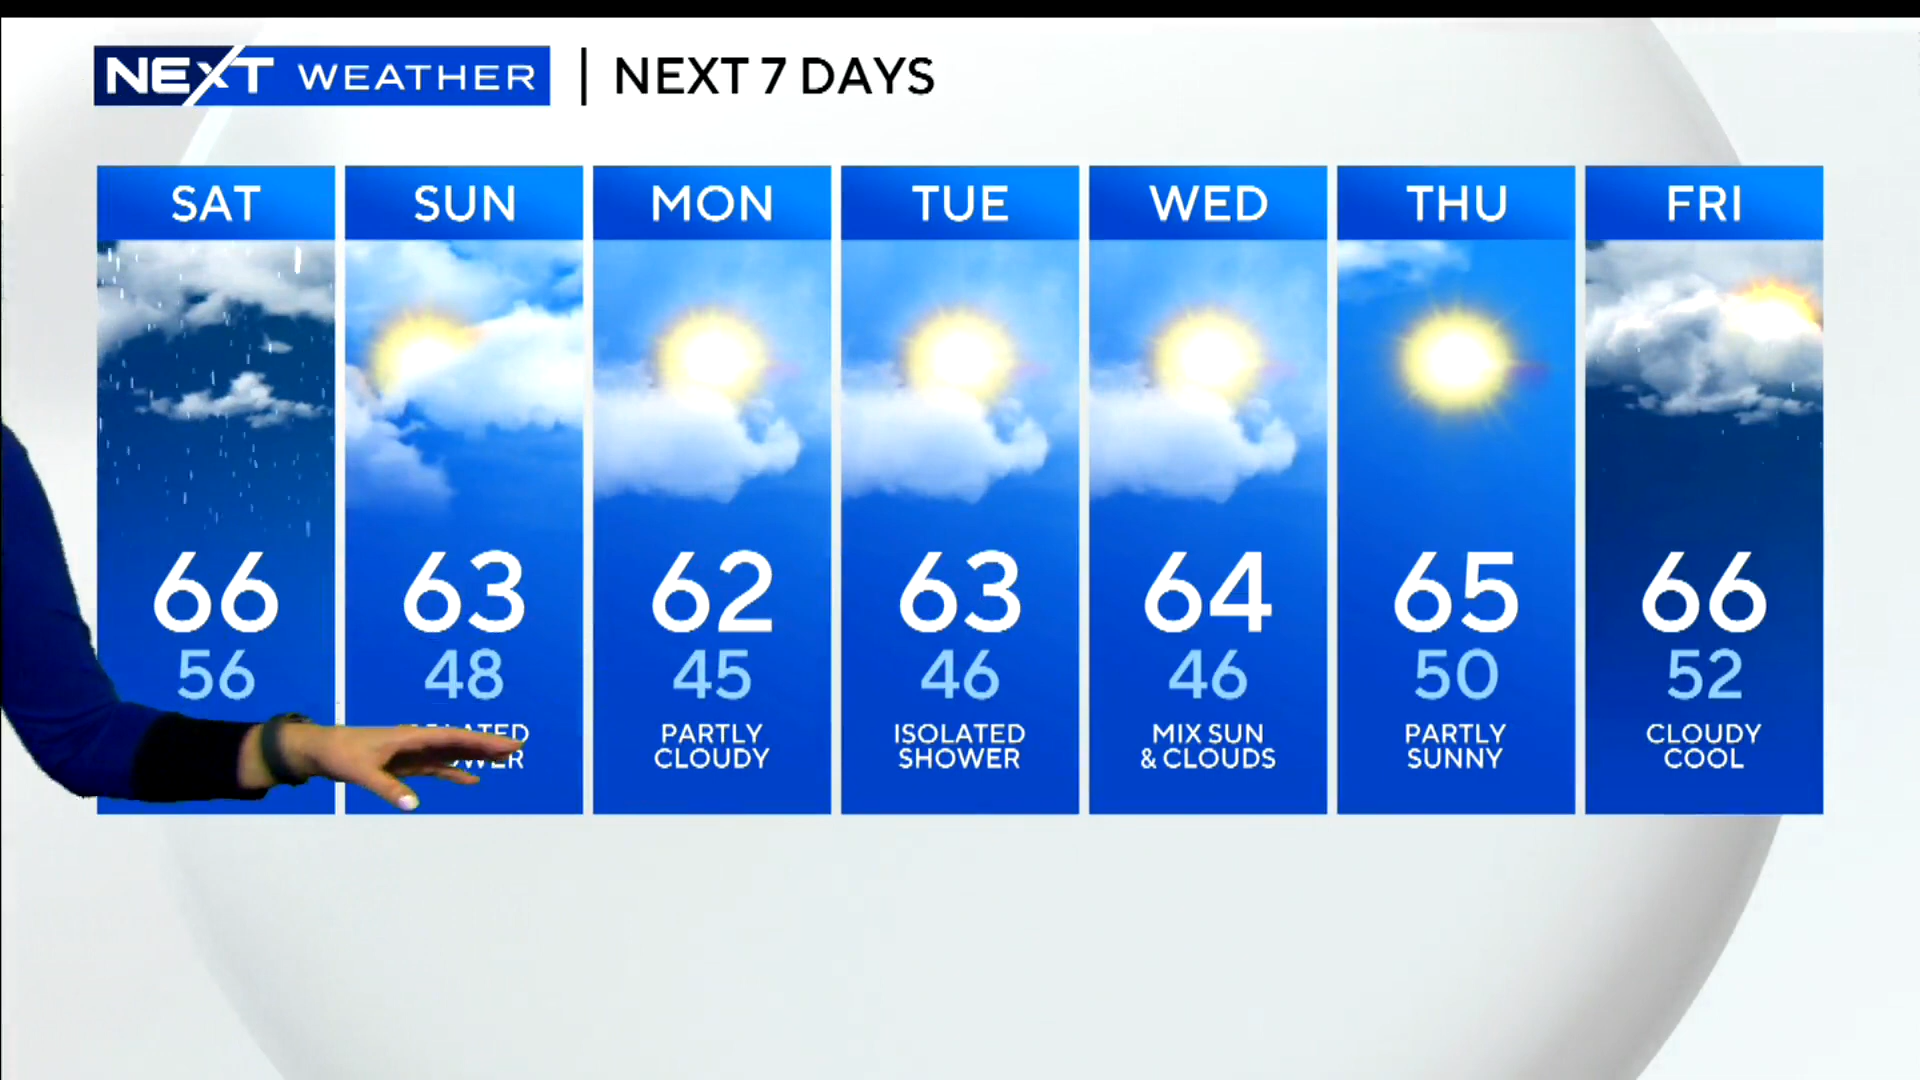 NEXT WEATHER | NEXT 7 DAYS
SAT
66
56
SUN
63
48
MON
62
45
PARTLY
CLOUDY
TUE
63
46
ISOLATED
SHOWER
WED
64
46
MIX SUN
& CLOUDS
THU
65
50
PARTLY
SUNNY
FRI
66
52
CLOUDY
COOL